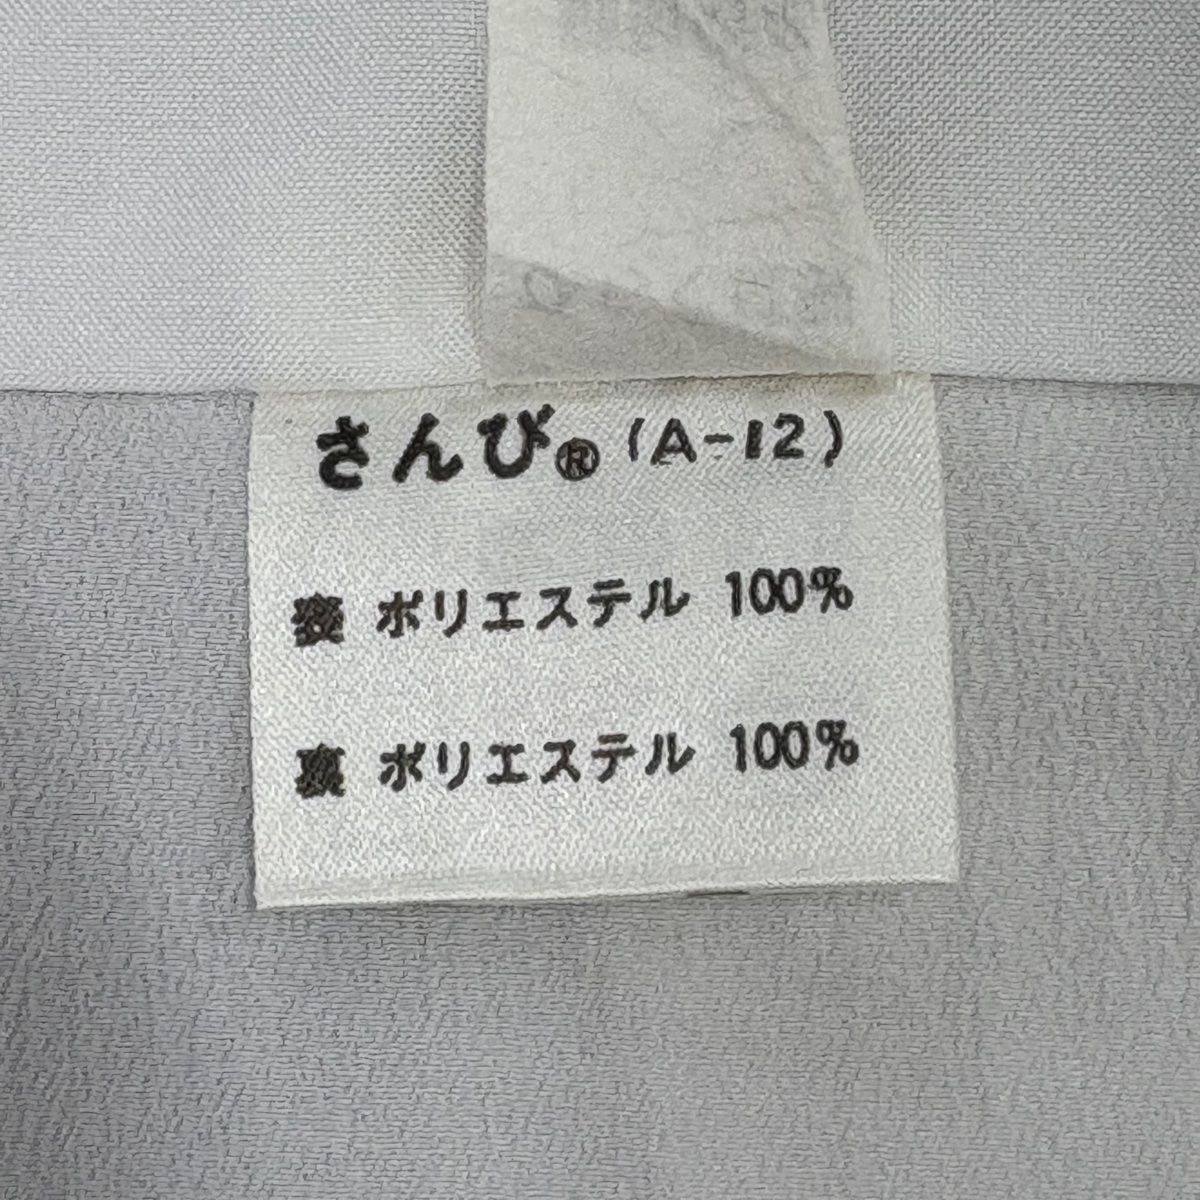 さんび® (A-12)
表 ポリエステル 100%
裏 ポリエステル 100%